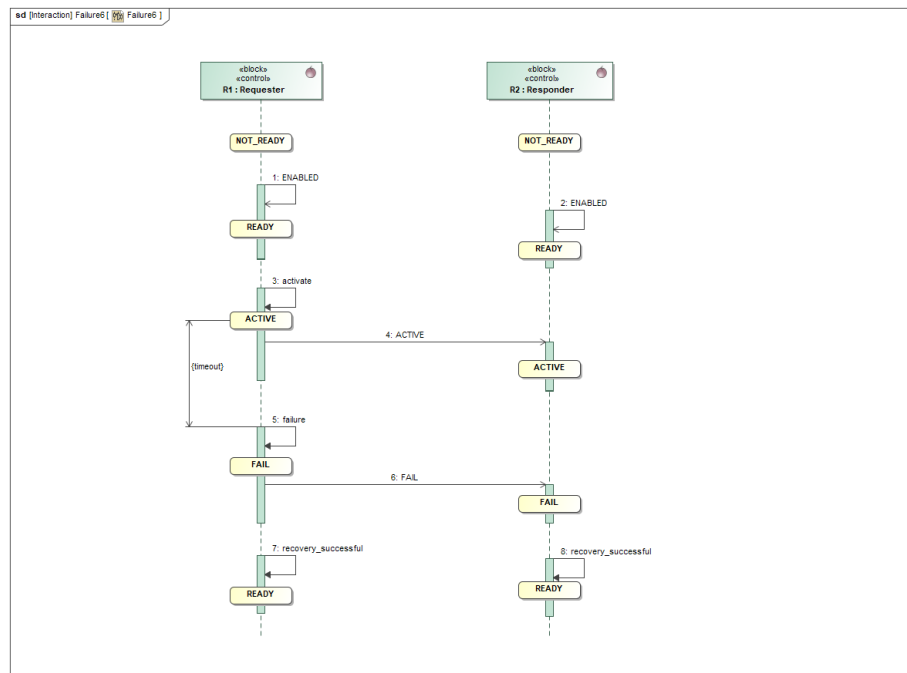 sd [Interaction] Failure6 [ Failure6 ]
«block»
«control»
R1 : Requester
«block»
«control»
R2 : Responder
NOT_READY
NOT_READY
1: ENABLED
2: ENABLED
READY
READY
3: activate
ACTIVE
4: ACTIVE
{timeout}
ACTIVE
5: failure
FAIL
6: FAIL
FAIL
7: recovery_successful
8: recovery_successful
READY
READY